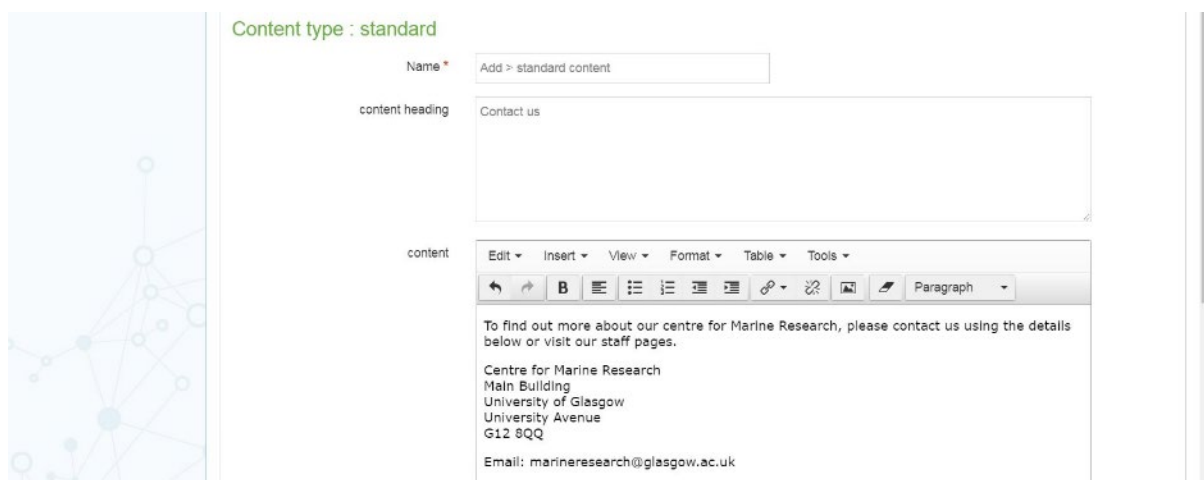 Content type : standard
Name *
Add > standard content
content heading
Contact us
content
Edit Insert View Format Table Tools
B Paragraph
To find out more about our centre for Marine Research, please contact us using the details
below or visit our staff pages.
Centre for Marine Research
Main Building
University of Glasgow
University Avenue
G12 8QQ
Email: marineresearch@glasgow.ac.uk